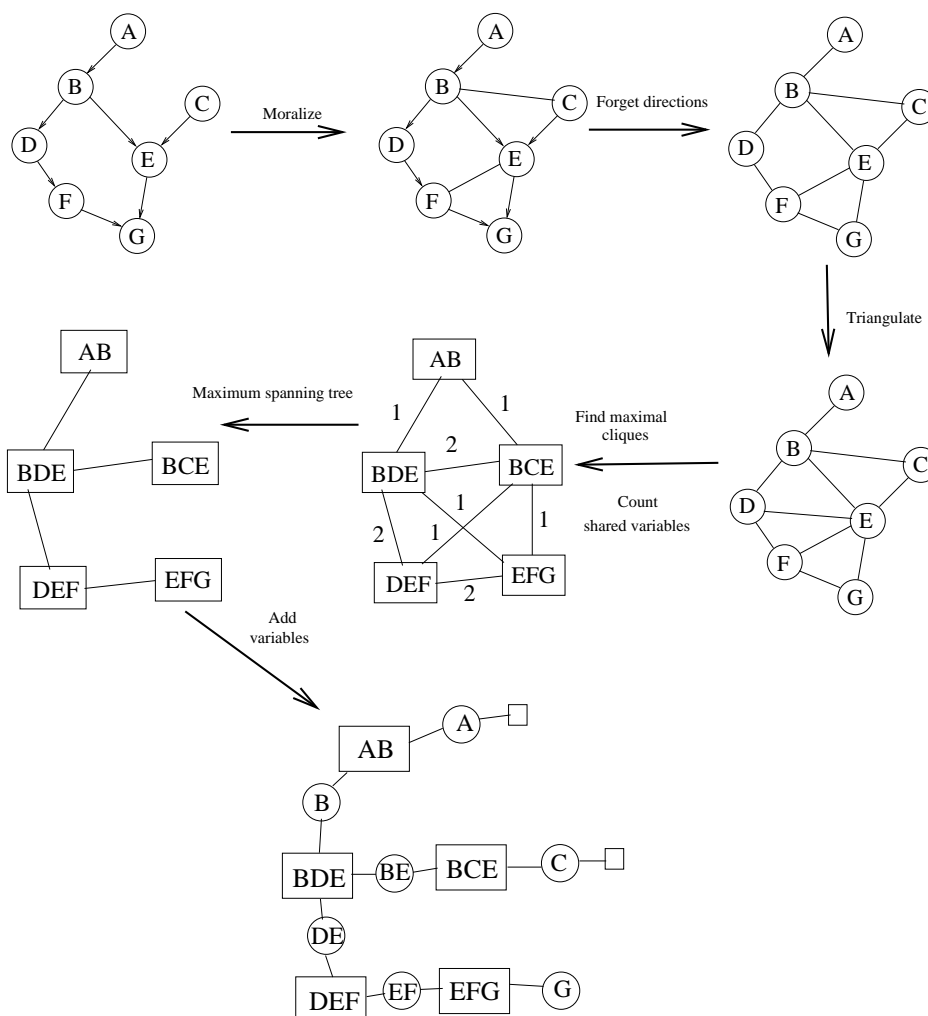 A
B
C
D
E
F
G
Moralize
A
B
C
D
E
F
G
Forget directions
A
B
C
D
E
F
G
Triangulate
A
B
C
D
E
F
G
Find maximal
cliques
Count
shared variables
AB
1
1
2
BDE
BCE
1
2
1
1
DEF
2
EFG
Maximum spanning tree
AB
BDE
BCE
DEF
EFG
Add
variables
AB
A
B
BDE
BE
BCE
C
DE
DEF
EF
EFG
G